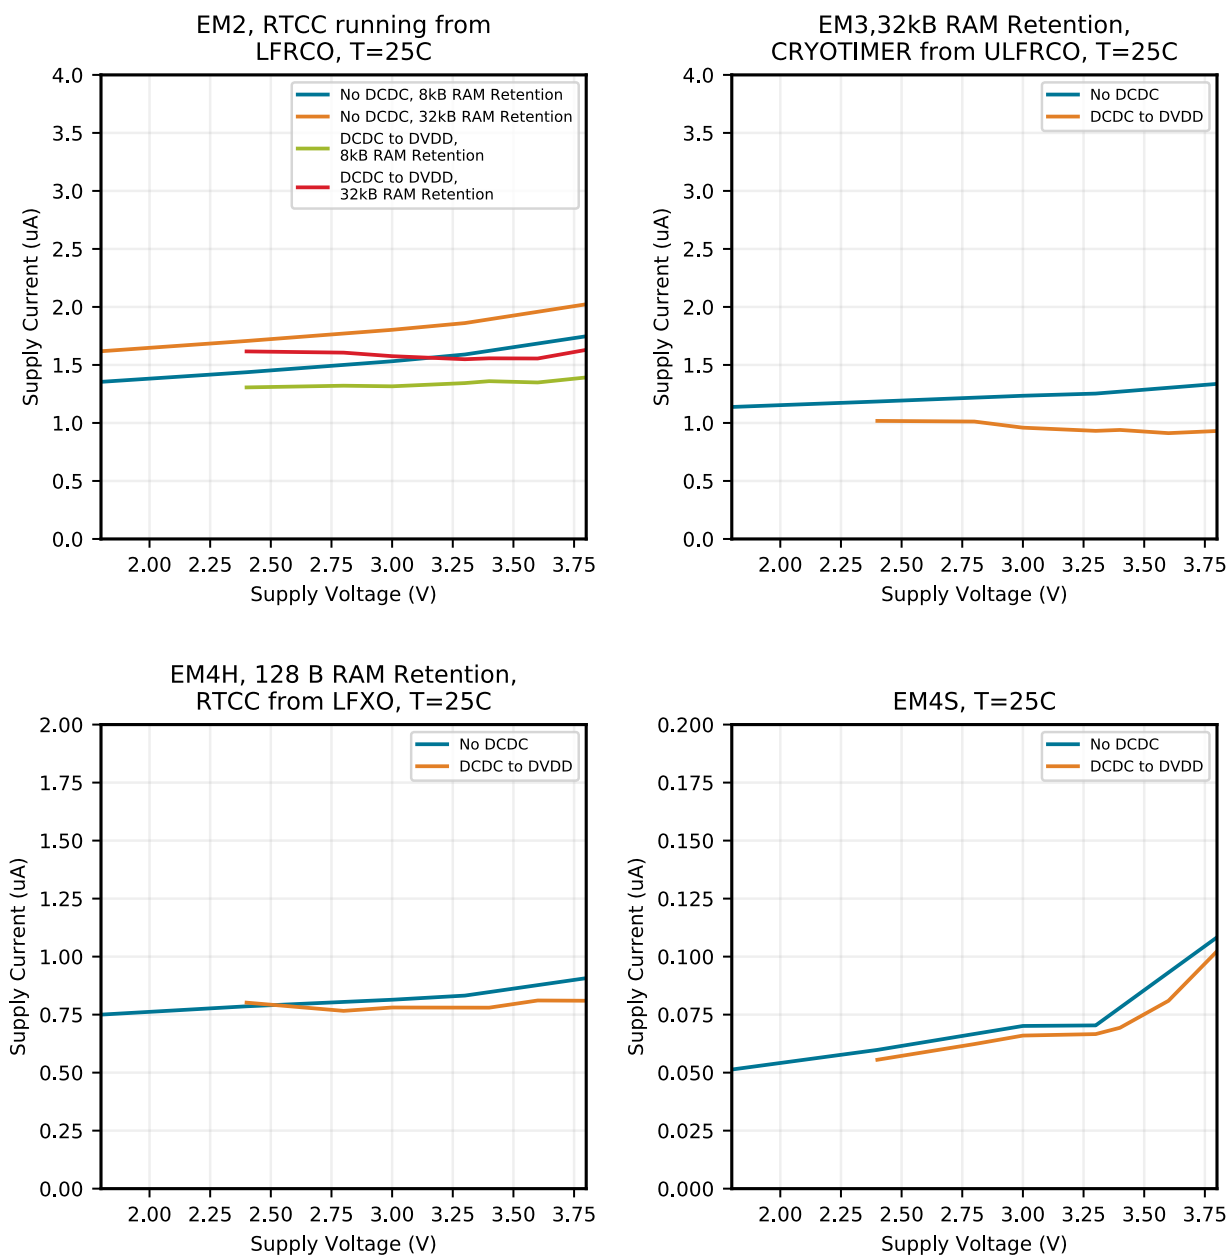 EM2, RTCC running from
LFRCO, T=25C
4.0
3.5
3.0
2.5
2.0
1.5
1.0
0.5
0.0
Supply Current (uA)
No DCDC, 8kB RAM Retention
No DCDC, 32kB RAM Retention
DCDC to DVDD,
8kB RAM Retention
DCDC to DVDD,
32kB RAM Retention
2.00 2.25 2.50 2.75 3.00 3.25 3.50 3.75
Supply Voltage (V)
EM3,32kB RAM Retention,
CRYOTIMER from ULFRCO, T=25C
4.0
3.5
3.0
2.5
2.0
1.5
1.0
0.5
0.0
Supply Current (uA)
No DCDC
DCDC to DVDD
2.00 2.25 2.50 2.75 3.00 3.25 3.50 3.75
Supply Voltage (V)
EM4H, 128 B RAM Retention,
RTCC from LFXO, T=25C
2.00
1.75
1.50
1.25
1.00
0.75
0.50
0.25
0.00
Supply Current (uA)
No DCDC
DCDC to DVDD
2.00 2.25 2.50 2.75 3.00 3.25 3.50 3.75
Supply Voltage (V)
EM4S, T=25C
0.200
0.175
0.150
0.125
0.100
0.075
0.050
0.025
0.000
Supply Current (uA)
No DCDC
DCDC to DVDD
2.00 2.25 2.50 2.75 3.00 3.25 3.50 3.75
Supply Voltage (V)